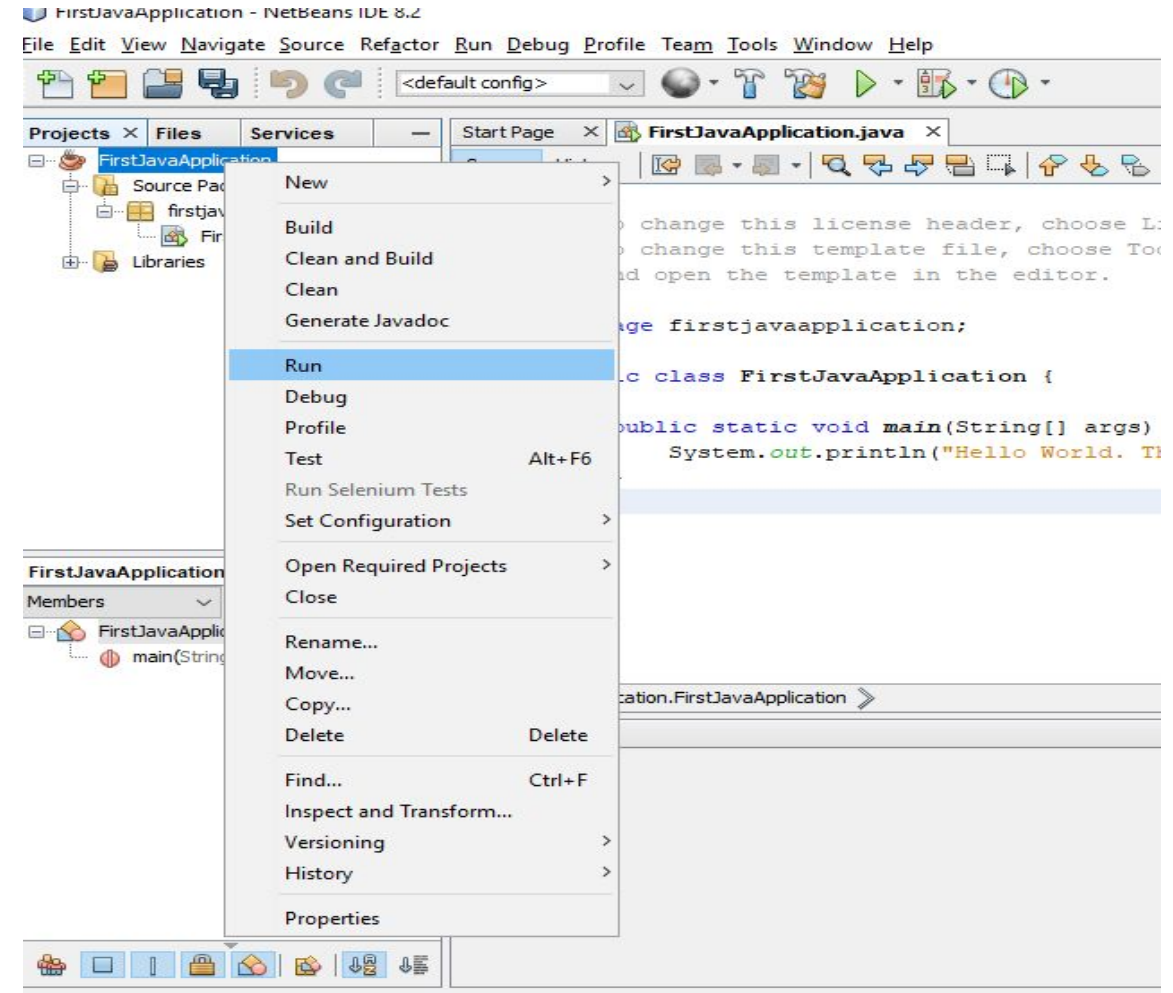 FirstJavaApplication - NetBeans IDE 8.2
File Edit View Navigate Source Refactor Run Debug Profile Team Tools Window Help
<default config>
Projects Files Services
Start Page FirstJavaApplication.java
FirstJavaApplication
Source Pac
firstjav
Fir
Libraries
New
Build
Clean and Build
Clean
Generate Javadoc
Run
Debug
Profile
Test Alt+F6
Run Selenium Tests
Set Configuration
Open Required Projects
Close
Rename...
Move...
Copy...
Delete Delete
Find... Ctrl+F
Inspect and Transform...
Versioning
History
Properties
change this license header, choose Li
change this template file, choose Too
d open the template in the editor.
age firstjavaapplication;
c class FirstJavaApplication {
public static void main(String[] args)
System.out.println("Hello World. Th
FirstJavaApplication
Members
FirstJavaApplic
main(String
cation.FirstJavaApplication